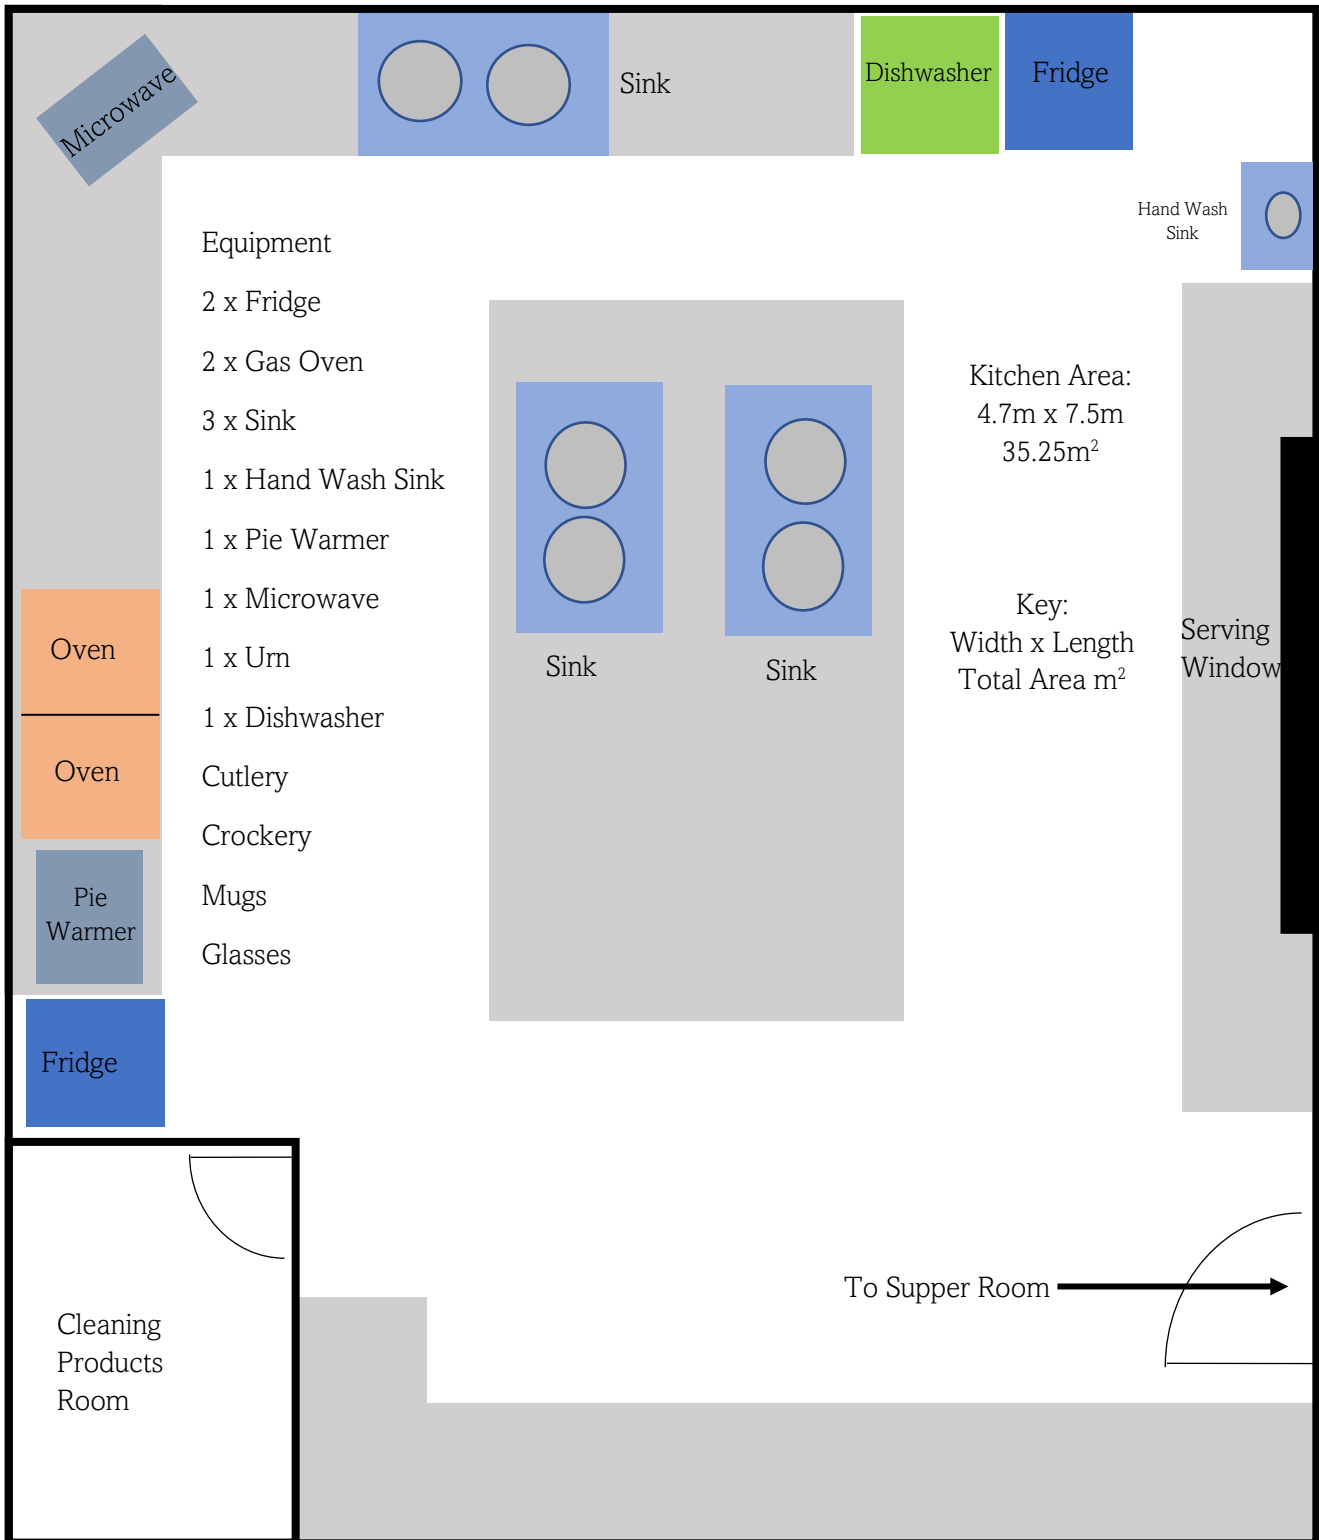 Microwave
Sink
Dishwasher
Fridge
Hand Wash
Sink
Equipment
2 x Fridge
2 x Gas Oven
3 x Sink
1 x Hand Wash Sink
1 x Pie Warmer
1 x Microwave
1 x Urn
1 x Dishwasher
Cutlery
Crockery
Mugs
Glasses
Kitchen Area:
4.7m x 7.5m
35.25m²
Key:
Width x Length
Total Area m²
Serving
Window
Sink
Sink
Oven
Oven
Pie
Warmer
Fridge
To Supper Room
Cleaning
Products
Room